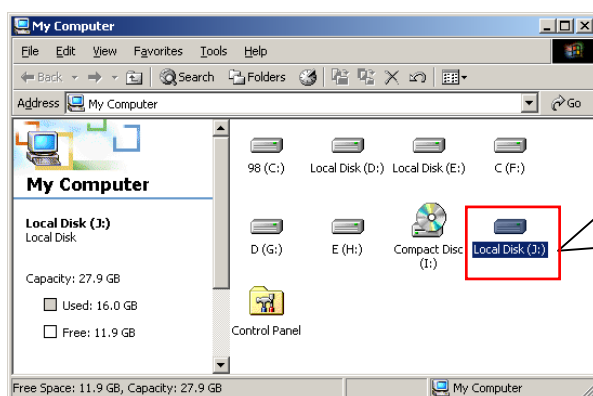 My Computer
File Edit View Favorites Tools Help
Back Search Folders
Address My Computer Go
My Computer
Local Disk (J:)
Local Disk
Capacity: 27.9 GB
Used: 16.0 GB
Free: 11.9 GB
98 (C:) Local Disk (D:) Local Disk (E:) C (F:)
D (G:) E (H:) Compact Disc (I:) Local Disk (J:)
Control Panel
Free Space: 11.9 GB, Capacity: 27.9 GB My Computer